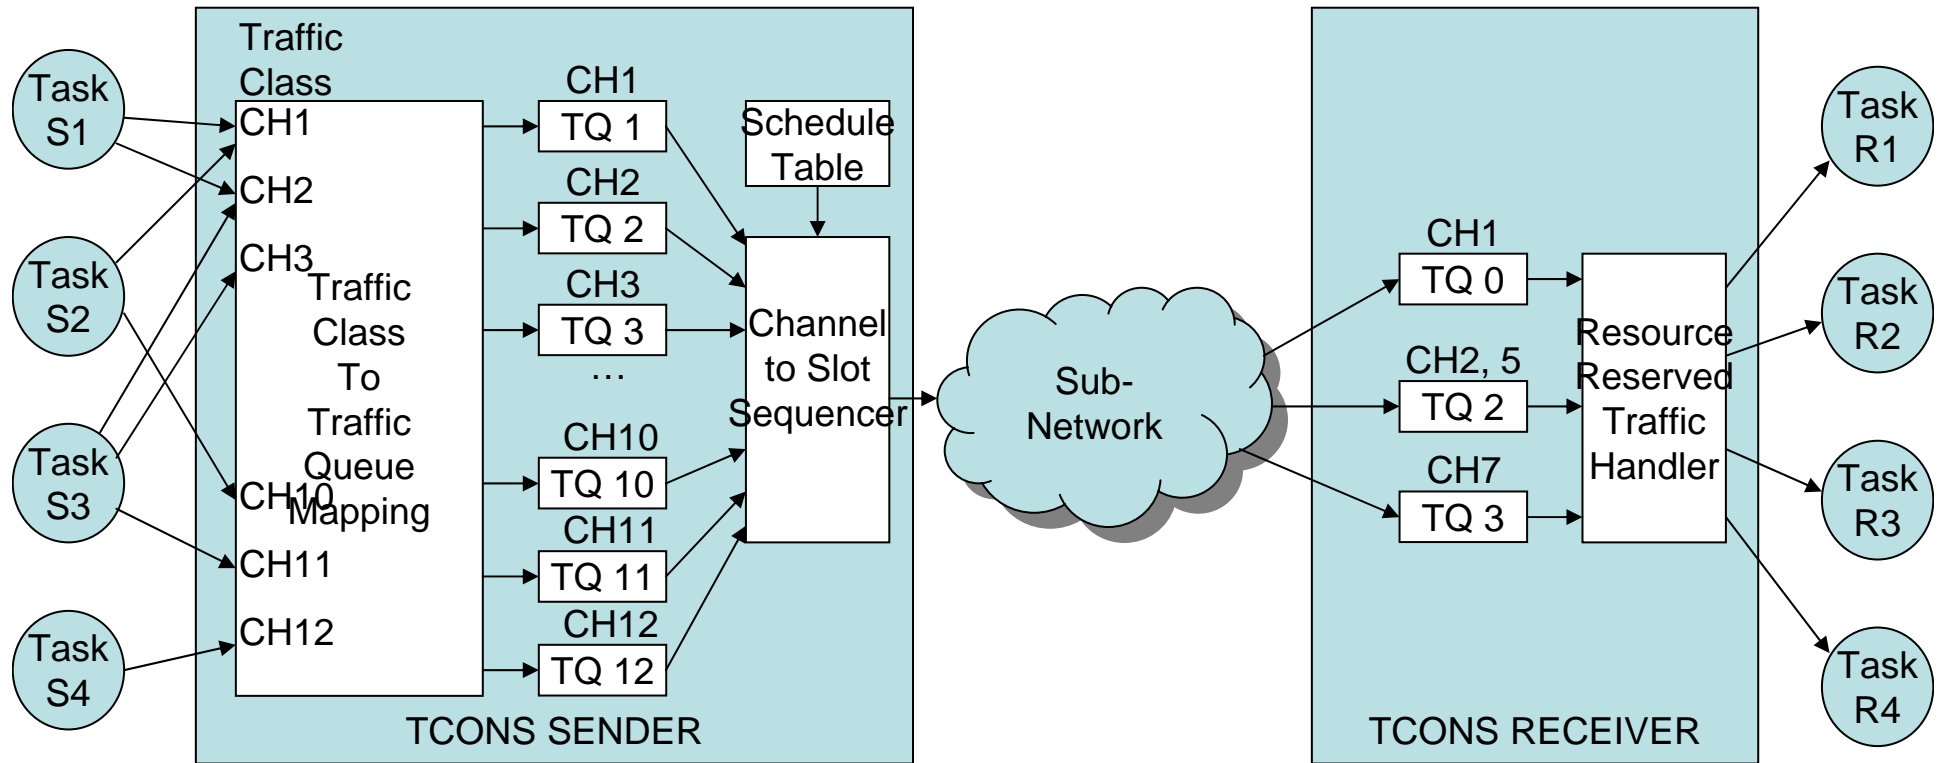 Task
S1
Task
S2
Task
S3
Task
S4
Traffic
Class
CH1
CH2
CH3
CH10
CH11
CH12
Traffic
Class
To
Traffic
Queue
Mapping
CH1
TQ 1
CH2
TQ 2
CH3
TQ 3
...
CH10
TQ 10
CH11
TQ 11
CH12
TQ 12
Schedule
Table
Channel
to Slot
Sequencer
TCONS SENDER
Sub-
Network
CH1
TQ 0
CH2, 5
TQ 2
CH7
TQ 3
Resource
Reserved
Traffic
Handler
TCONS RECEIVER
Task
R1
Task
R2
Task
R3
Task
R4